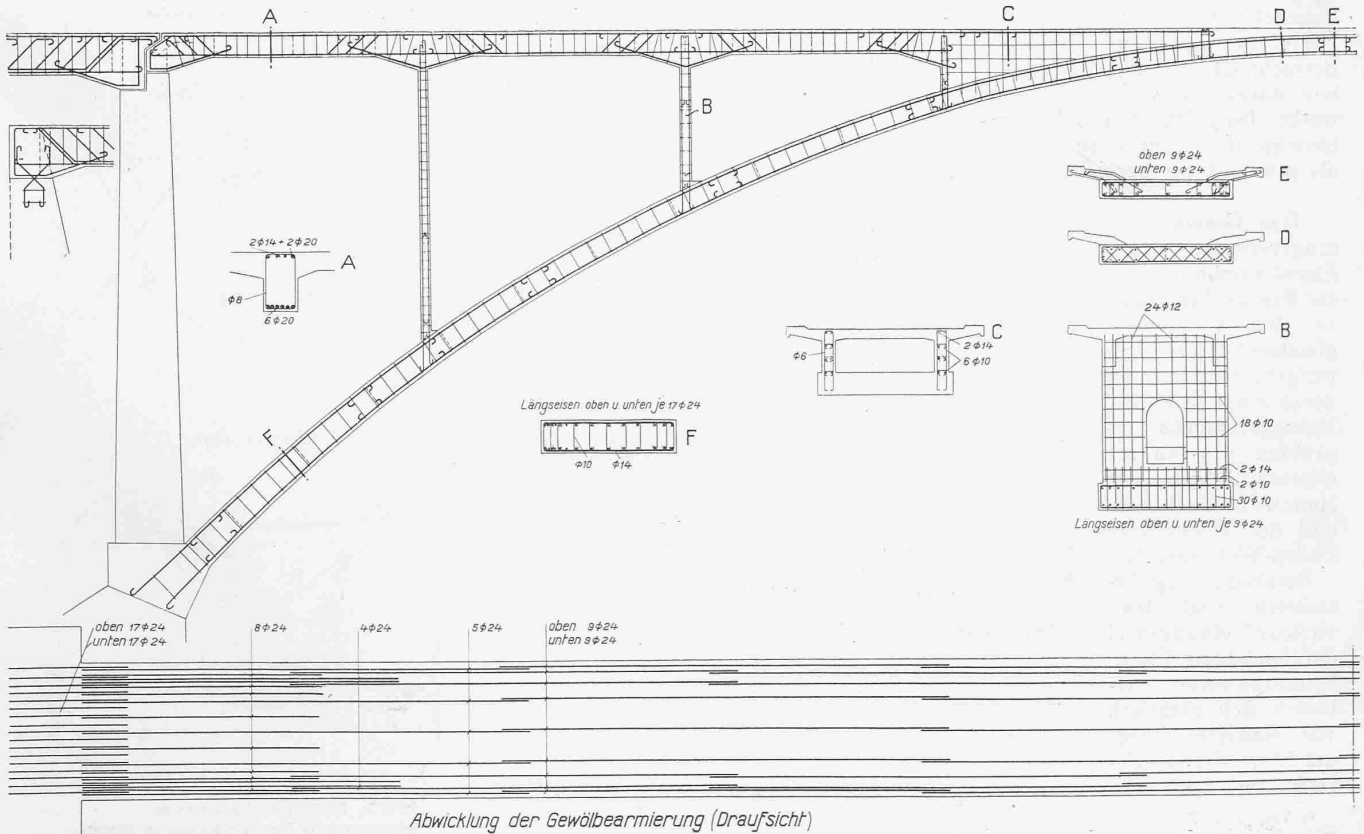 A
C
D
E
B
oben 9ϕ24
unten 9ϕ24
E
D
2ϕ14 + 2ϕ20
A
ϕ8
6ϕ20
24ϕ12
B
C
ϕ6
2ϕ14
6ϕ10
18ϕ10
2ϕ14
2ϕ10
30ϕ10
Längseisen oben u. unten je 9ϕ24
Längseisen oben u. unten je 17ϕ24
F
ϕ10
ϕ14
F
oben 17ϕ24
unten 17ϕ24
8ϕ24
4ϕ24
5ϕ24
oben 9ϕ24
unten 9ϕ24
Abwicklung der Gewölbearmierung (Draufsicht)